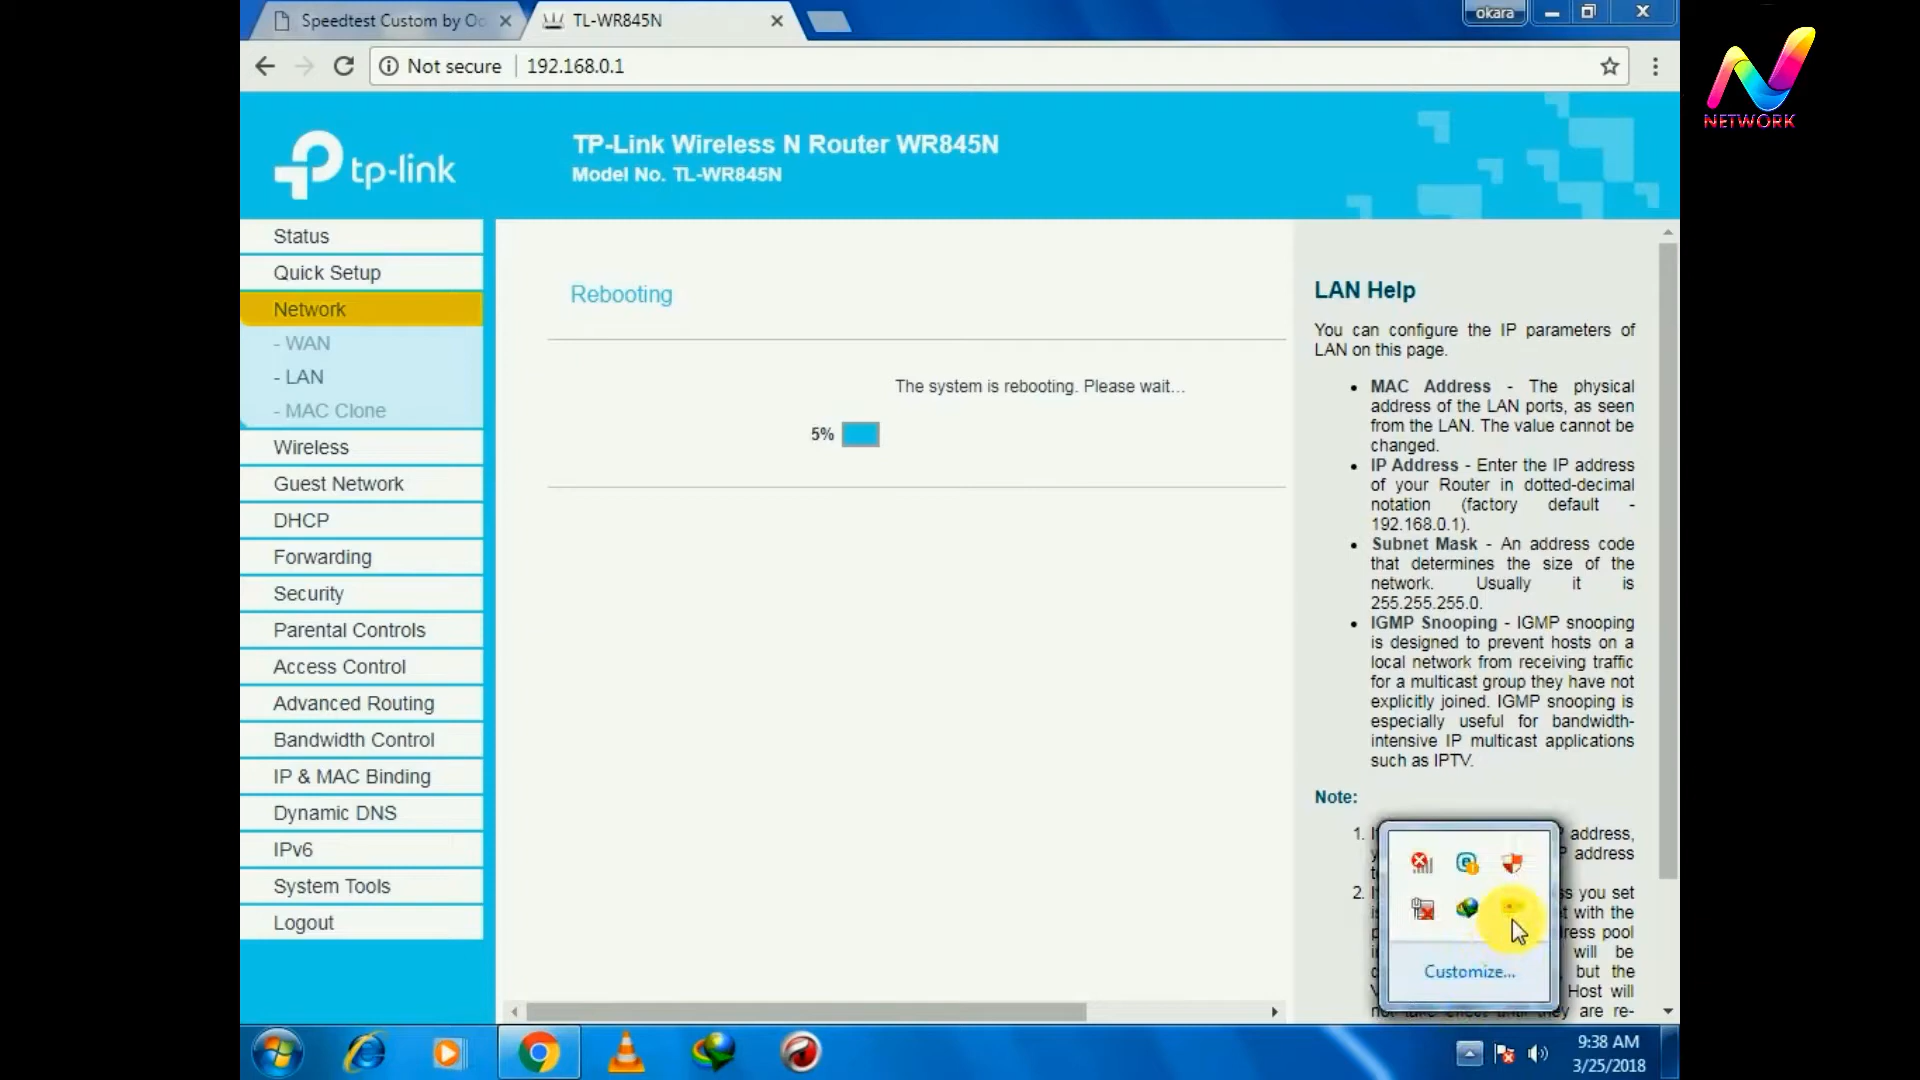 Speedtest Custom by Oo
TL-WR845N
okara
Not secure
192.168.0.1
NETWORK
tp-link
TP-Link Wireless N Router WR845N
Model No. TL-WR845N
Status
Quick Setup
Network
- WAN
- LAN
- MAC Clone
Wireless
Guest Network
DHCP
Forwarding
Security
Parental Controls
Access Control
Advanced Routing
Bandwidth Control
IP & MAC Binding
Dynamic DNS
IPv6
System Tools
Logout
Rebooting
The system is rebooting. Please wait...
5%
LAN Help
You can configure the IP parameters of
LAN on this page.
MAC Address - The physical
address of the LAN ports, as seen
from the LAN. The value cannot be
changed.
IP Address - Enter the IP address
of your Router in dotted-decimal
notation (factory default -
192.168.0.1).
Subnet Mask - An address code
that determines the size of the
network. Usually it is
255.255.255.0.
IGMP Snooping - IGMP snooping
is designed to prevent hosts on a
local network from receiving traffic
for a multicast group they have not
explicitly joined. IGMP snooping is
especially useful for bandwidth-
intensive IP multicast applications
such as IPTV.
Note:
1. address,
address
2. you set
with the
pool
will be
but the
Host will
are re-
Customize...
9:38 AM
3/25/2018